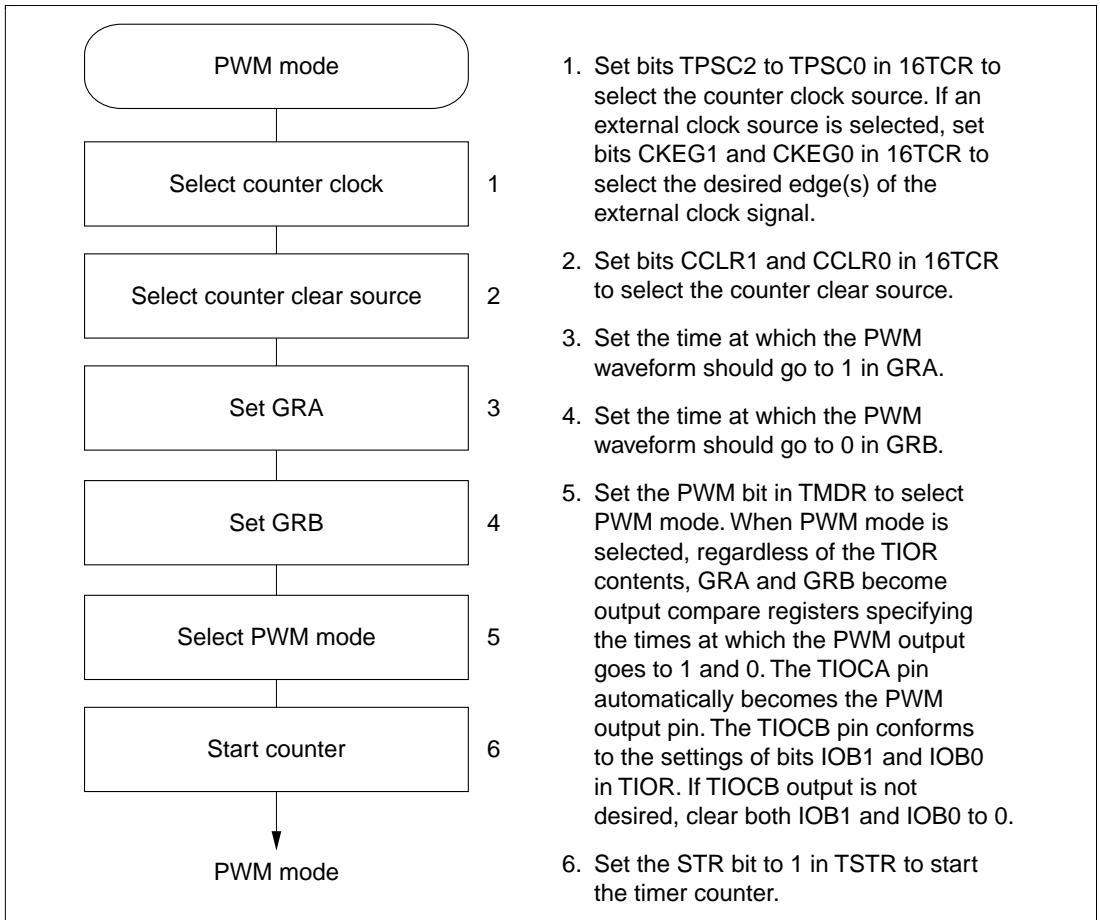 PWM mode
Select counter clock
1
Select counter clear source
2
Set GRA
3
Set GRB
4
Select PWM mode
5
Start counter
6
PWM mode
1. Set bits TPSC2 to TPSC0 in 16TCR to
select the counter clock source. If an
external clock source is selected, set
bits CKEG1 and CKEG0 in 16TCR to
select the desired edge(s) of the
external clock signal.
2. Set bits CCLR1 and CCLR0 in 16TCR
to select the counter clear source.
3. Set the time at which the PWM
waveform should go to 1 in GRA.
4. Set the time at which the PWM
waveform should go to 0 in GRB.
5. Set the PWM bit in TMDR to select
PWM mode. When PWM mode is
selected, regardless of the TIOR
contents, GRA and GRB become
output compare registers specifying
the times at which the PWM output
goes to 1 and 0. The TIOCA pin
automatically becomes the PWM
output pin. The TIOCB pin conforms
to the settings of bits IOB1 and IOB0
in TIOR. If TIOCB output is not
desired, clear both IOB1 and IOB0 to 0.
6. Set the STR bit to 1 in TSTR to start
the timer counter.